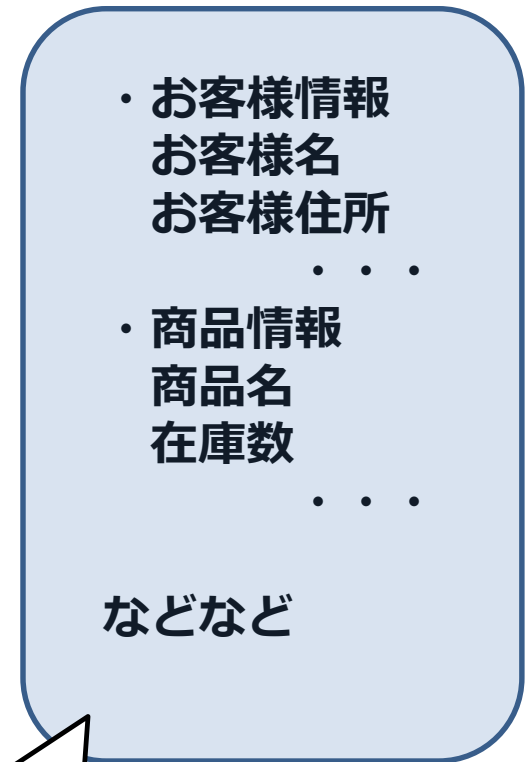 ・お客様情報
お客様名
お客様住所
・・・
・商品情報
商品名
在庫数
・・・
などなど